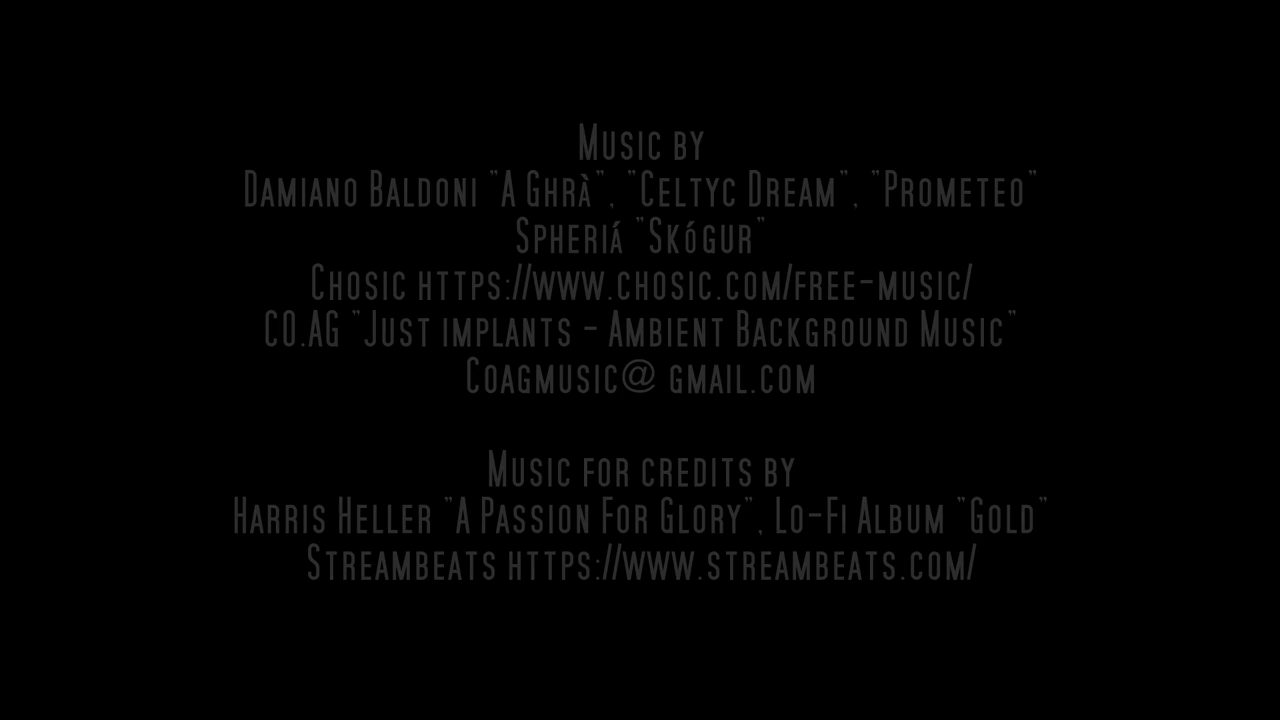 Music by
Damiano Baldoni "A Ghrà", "Celtyc Dream", "Prometeo"
Spheriá "Skógur"
Chosic https://www.chosic.com/free-music/
CO.AG "Just implants - Ambient Background Music"
Coagmusic@ gmail.com
Music for credits by
Harris Heller "A Passion For Glory", Lo-Fi Album "Gold"
Streambeats https://www.streambeats.com/